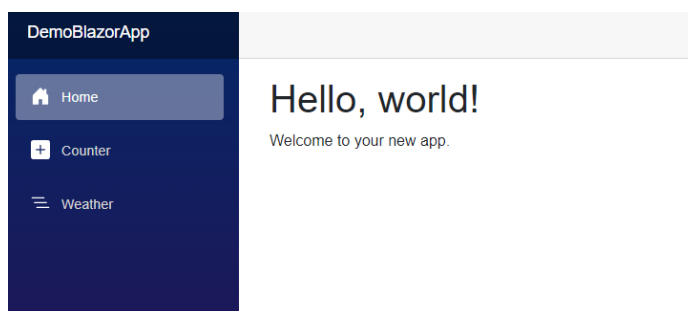 DemoBlazorApp
Home
Counter
Weather
Hello, world!
Welcome to your new app.